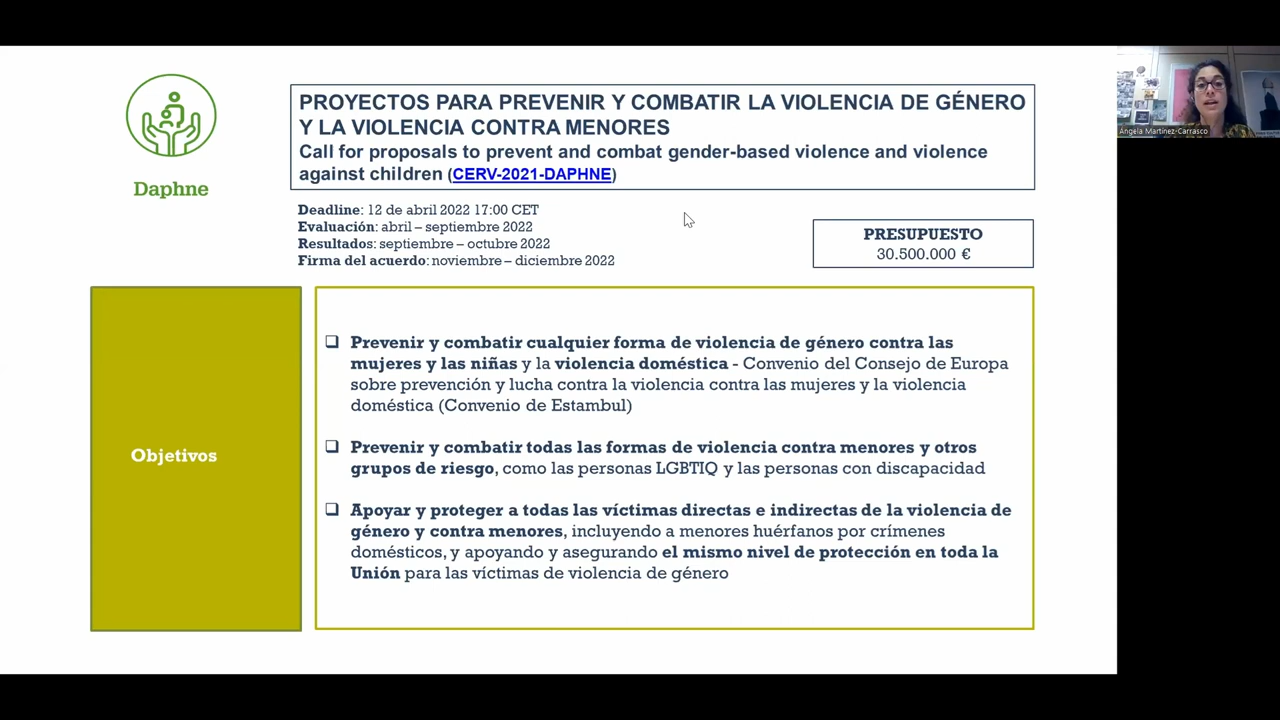 Daphne
PROYECTOS PARA PREVENIR Y COMBATIR LA VIOLENCIA DE GÉNERO
Y LA VIOLENCIA CONTRA MENORES
Call for proposals to prevent and combat gender-based violence and violence
against children (CERV-2021-DAPHNE)
Deadline: 12 de abril 2022 17:00 CET
Evaluación: abril – septiembre 2022
Resultados: septiembre – octubre 2022
Firma del acuerdo: noviembre – diciembre 2022
PRESUPUESTO
30.500.000 €
Objetivos
❑ Prevenir y combatir cualquier forma de violencia de género contra las
mujeres y las niñas y la violencia doméstica - Convenio del Consejo de Europa
sobre prevención y lucha contra la violencia contra las mujeres y la violencia
doméstica (Convenio de Estambul)
❑ Prevenir y combatir todas las formas de violencia contra menores y otros
grupos de riesgo, como las personas LGBTIQ y las personas con discapacidad
❑ Apoyar y proteger a todas las víctimas directas e indirectas de la violencia de
género y contra menores, incluyendo a menores huérfanos por crímenes
domésticos, y apoyando y asegurando el mismo nivel de protección en toda la
Unión para las víctimas de violencia de género
Angela Martinez-Carrasco